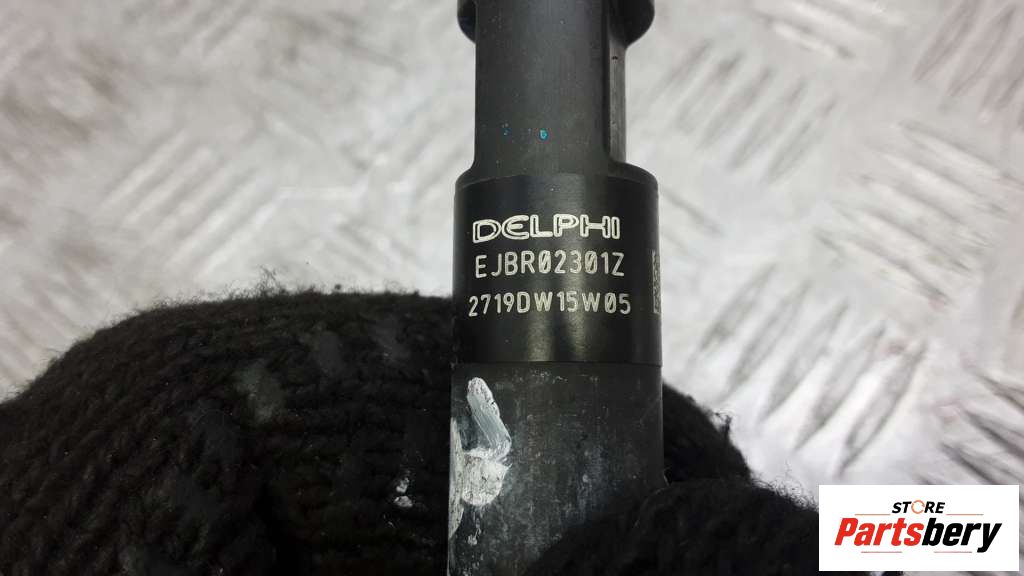 DELPHI
EJBR02301Z
2719DW15W05
STORE
Partsbery